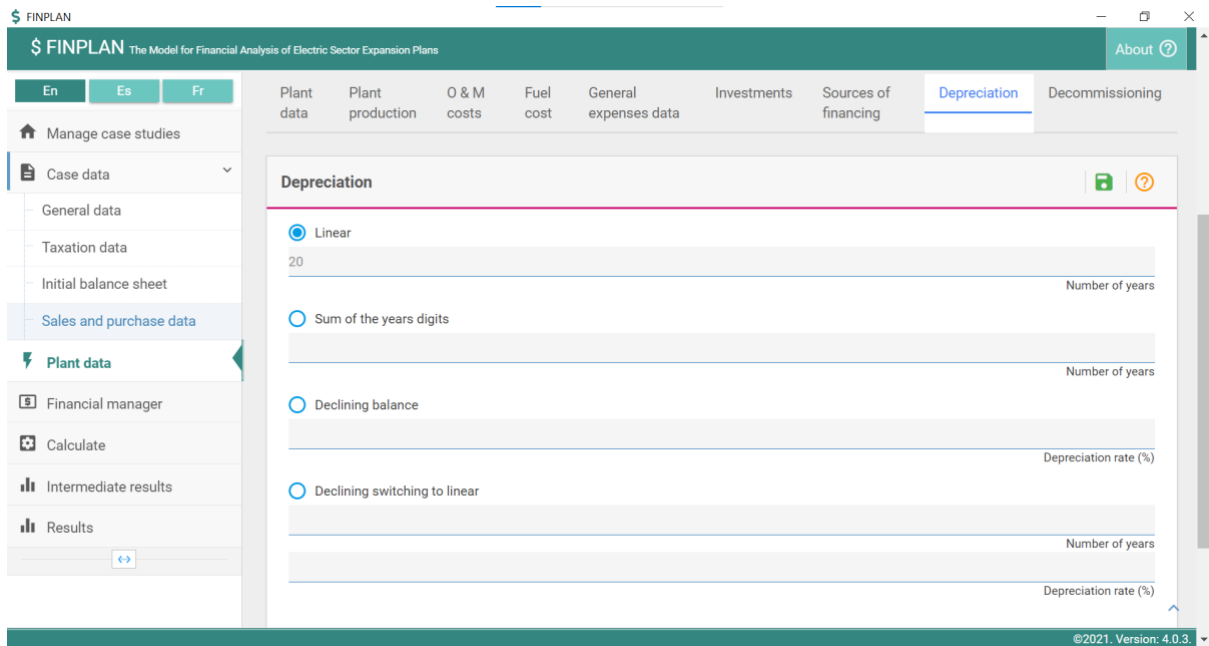 $ FINPLAN
$ FINPLAN The Model for Financial Analysis of Electric Sector Expansion Plans
About ?
En Es Fr
Manage case studies
Case data
General data
Taxation data
Initial balance sheet
Sales and purchase data
Plant data
Financial manager
Calculate
Intermediate results
Results
Plant data
Plant production
O & M costs
Fuel cost
General expenses data
Investments
Sources of financing
Depreciation
Decommissioning
Depreciation
Linear
20
Number of years
Sum of the years digits
Number of years
Declining balance
Depreciation rate (%)
Declining switching to linear
Number of years
Depreciation rate (%)
©2021. Version: 4.0.3.